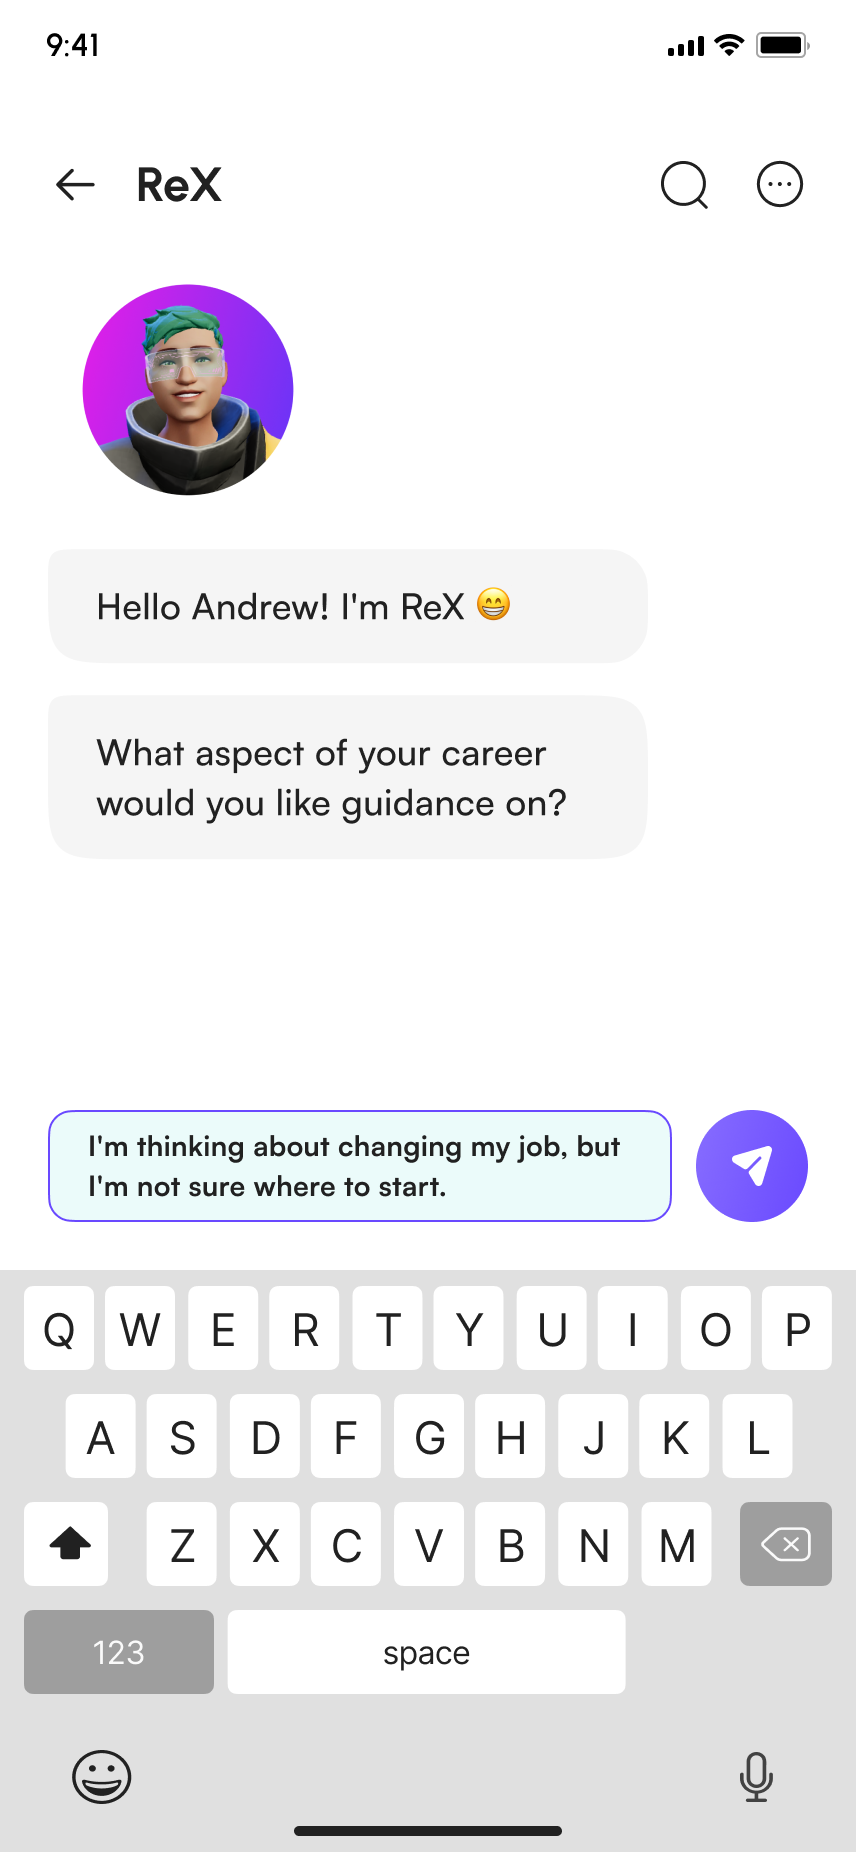 9:41
ReX
Hello Andrew! I'm ReX 😁
What aspect of your career
would you like guidance on?
I'm thinking about changing my job, but
I'm not sure where to start.
Q W E R T Y U I O P
A S D F G H J K L
Z X C V B N M
123 space